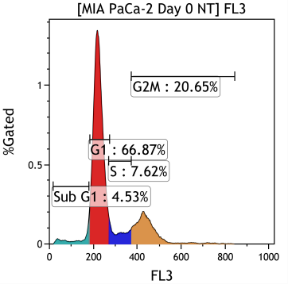 [MIA PaCa-2 Day 0 NT] FL3
%Gated
1
0.5
0
G2M : 20.65%
G1 : 66.87%
S : 7.62%
Sub G1 : 4.53%
0 200 400 600 800 1000
FL3